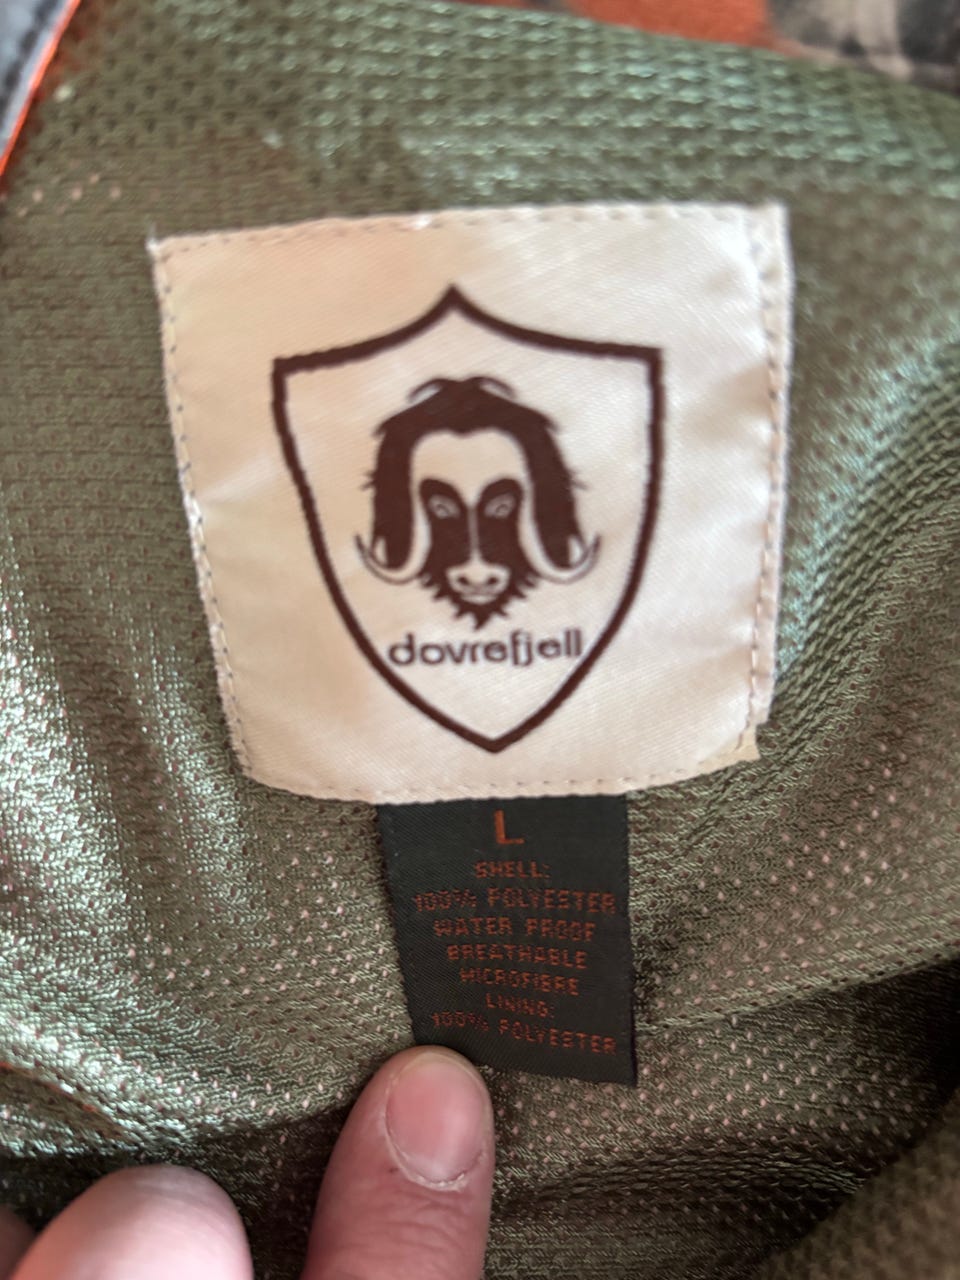 dovrefjell
L
SHELL:
100% POLYESTER
WATER PROOF
BREATHABLE
MICROFIBRE
LINING:
100% POLYESTER